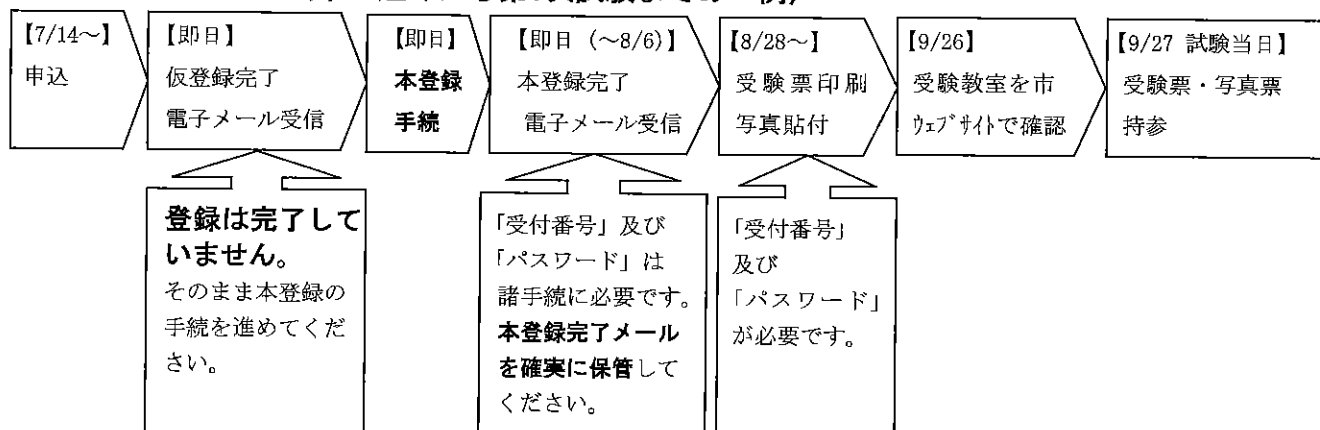 【7/14～】
申込
【即日】
仮登録完了
電子メール受信
【即日】
本登録
手続
【即日（～8/6）】
本登録完了
電子メール受信
【8/28～】
受験票印刷
写真貼付
【9/26】
受験教室を市
ウェブサイトで確認
【9/27 試験当日】
受験票・写真票
持参
登録は完了して
いません。
そのまま本登録の
手続を進めてくだ
さい。
「受付番号」及び
「パスワード」は
諸手続に必要です。
本登録完了メール
を確実に保管して
ください。
「受付番号」
及び
「パスワード」
が必要です。